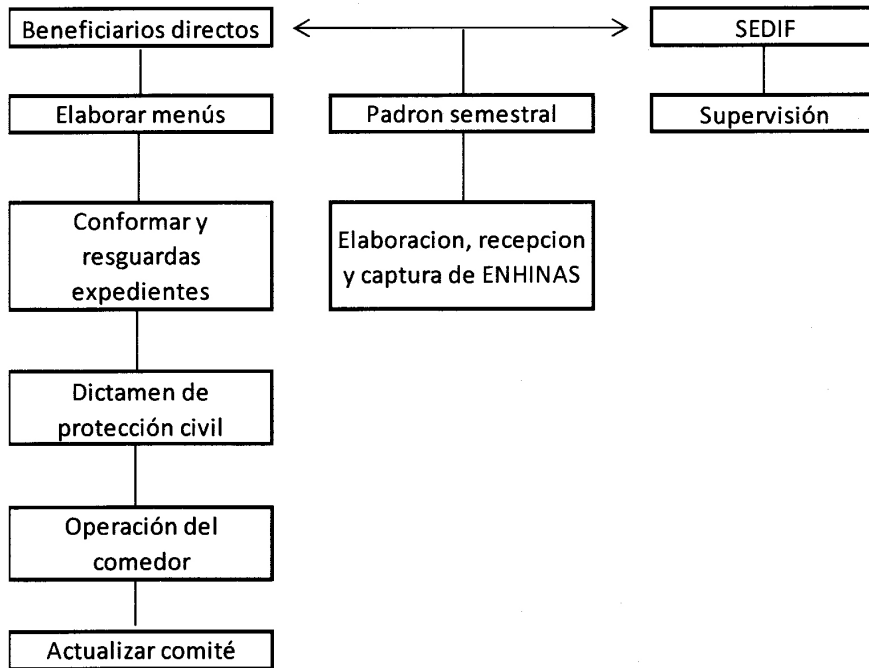 Beneficiarios directos
SEDIF
Elaborar menús
Padron semestral
Supervisión
Conformar y
resguardas
expedientes
Elaboracion, recepcion
y captura de ENHINAS
Dictamen de
protección civil
Operación del
comedor
Actualizar comité